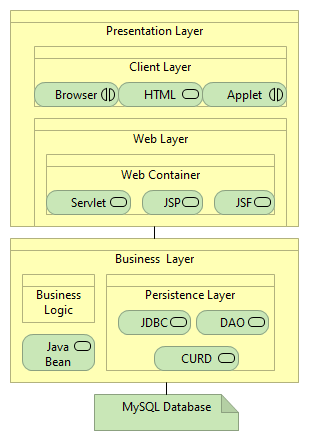 Presentation Layer
Client Layer
Browser
HTML
Applet
Web Layer
Web Container
Servlet
JSP
JSF
Business  Layer
Business
Logic
Persistence Layer
JDBC
DAO
Java
Bean
CURD
MySQL Database